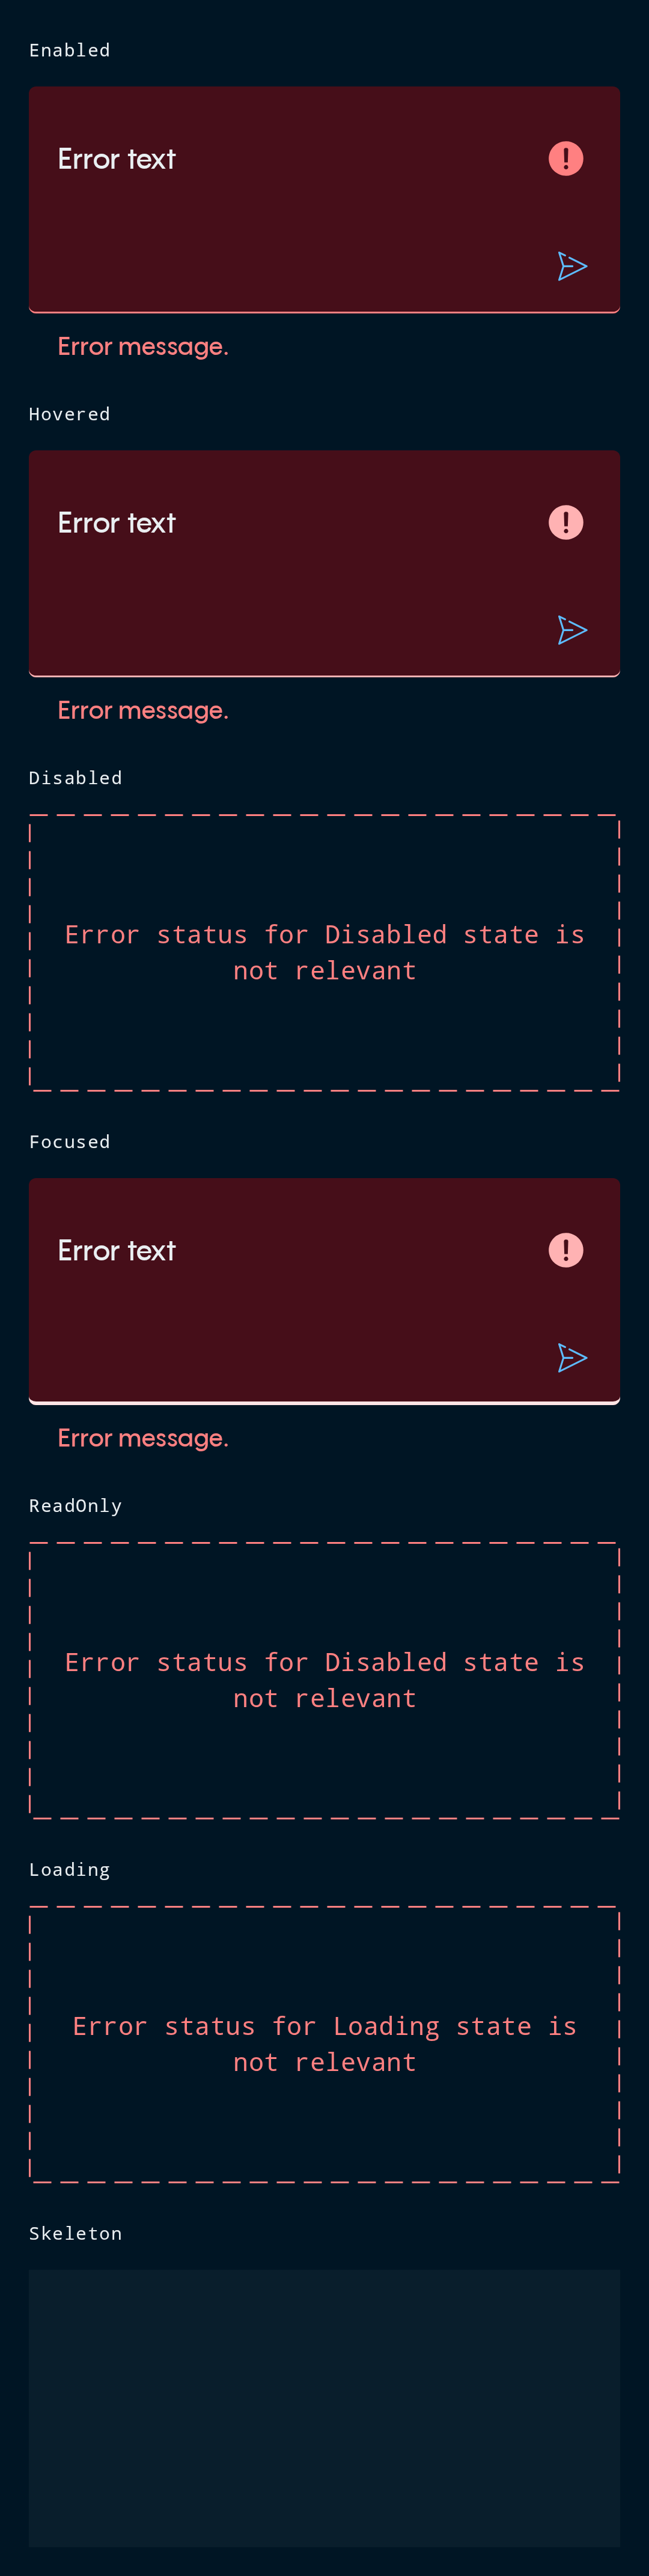 Enabled
Error text
Error message.
Hovered
Error text
Error message.
Disabled
Error status for Disabled state is
not relevant
Focused
Error text
Error message.
ReadOnly
Error status for Disabled state is
not relevant
Loading
Error status for Loading state is
not relevant
Skeleton